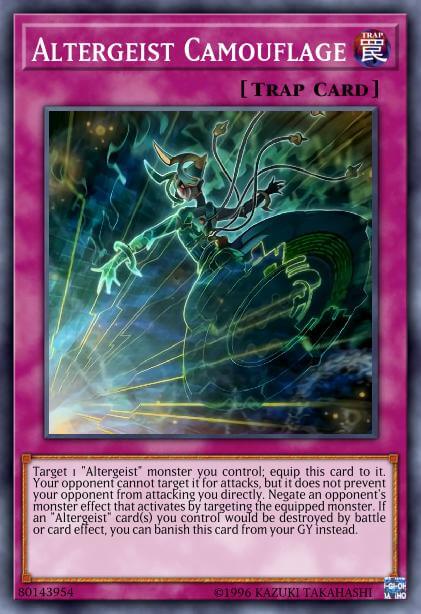 ALTERGEIST CAMOUFLAGE
TRAP
罠
[TRAP CARD]
Target 1 "Altergeist" monster you control; equip this card to it.
Your opponent cannot target it for attacks, but it does not prevent
your opponent from attacking you directly. Negate an opponent's
monster effect that activates by targeting the equipped monster. If
an "Altergeist" card(s) you control would be destroyed by battle
or card effect, you can banish this card from your GY instead.
80143954
©1996 KAZUKI TAKAHASHI